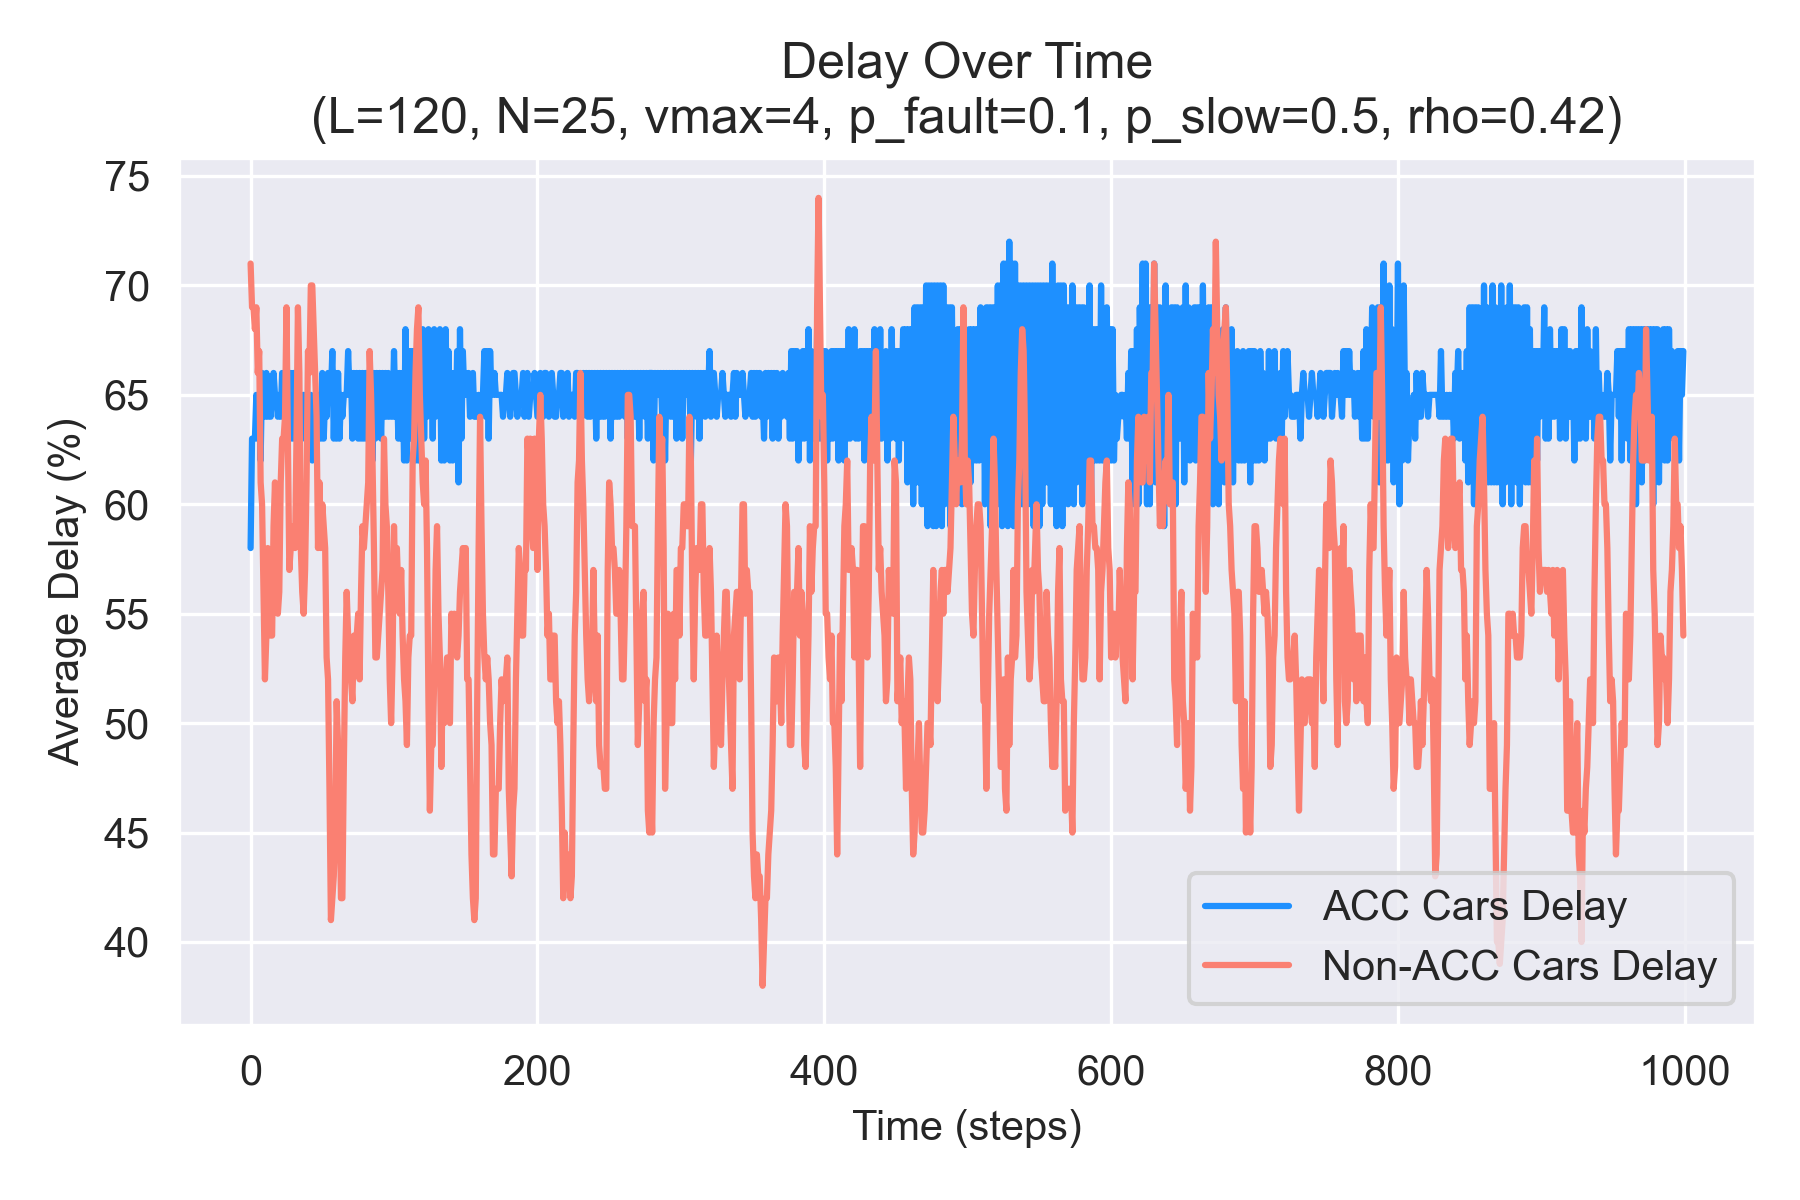 Delay Over Time
(L=120, N=25, vmax=4, p_fault=0.1, p_slow=0.5, rho=0.42)
Average Delay (%)
75
70
65
60
55
50
45
40
ACC Cars Delay
Non-ACC Cars Delay
0 200 400 600 800 1000
Time (steps)